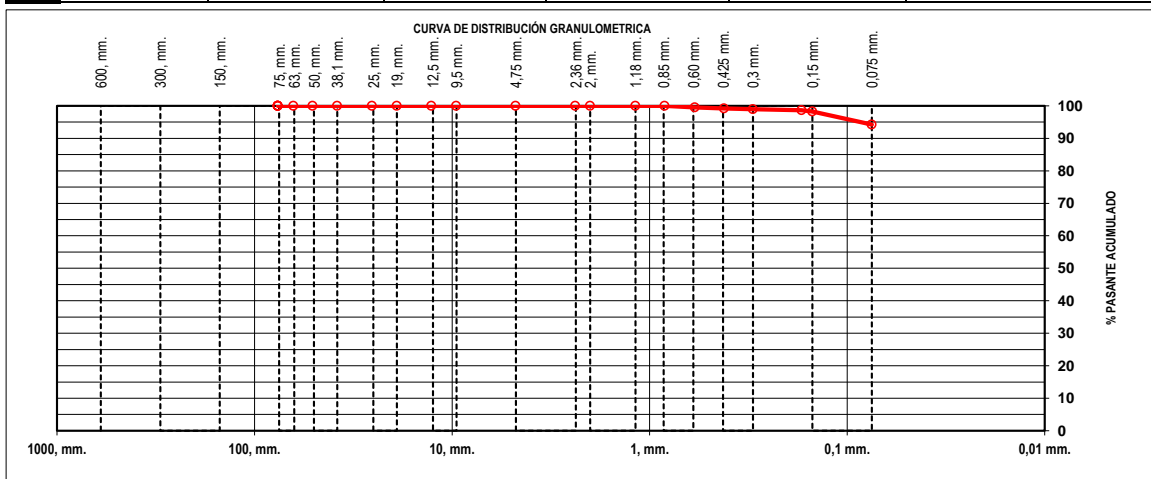 CURVA DE DISTRIBUCIÓN GRANULOMETRICA
600, mm.
300, mm.
150, mm.
75, mm.
63, mm.
50, mm.
38,1 mm.
25, mm.
19, mm.
12,5 mm.
9,5 mm.
4,75 mm.
2,36 mm.
2, mm.
1,18 mm.
0,85 mm.
0,60 mm.
0,425 mm.
0,3 mm.
0,15 mm.
0,075 mm.
100
90
80
70
60
50
40
30
20
10
0
% PASANTE ACUMULADO
1000, mm.
100, mm.
10, mm.
1, mm.
0,1 mm.
0,01 mm.